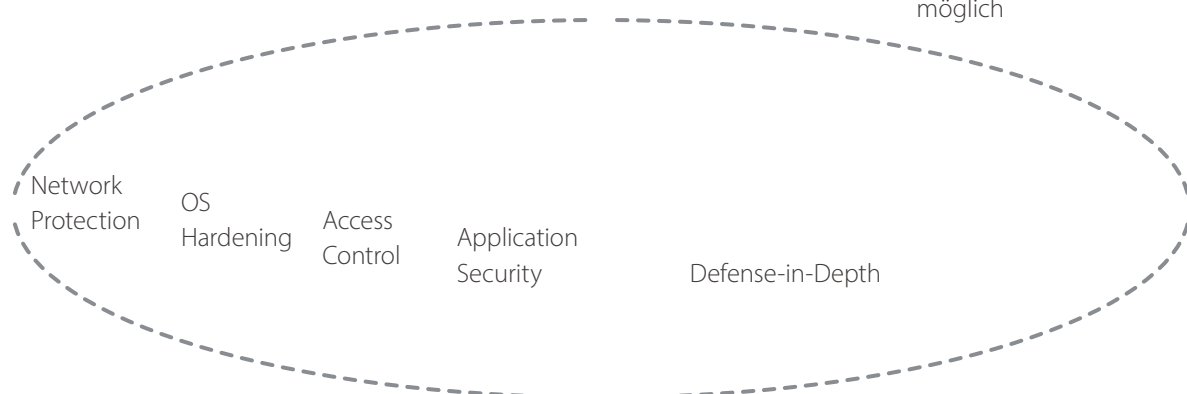 möglich
Network
Protection
OS
Hardening
Access
Control
Application
Security
Defense-in-Depth